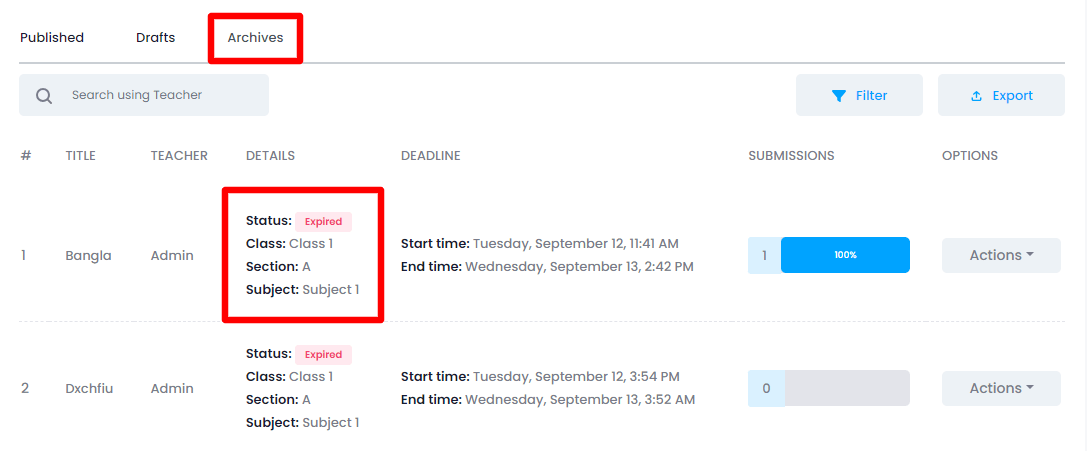 Published Drafts Archives
Search using Teacher Filter Export
# TITLE TEACHER DETAILS DEADLINE SUBMISSIONS OPTIONS
Status: Expired
Class: Class 1
Section: A
Subject: Subject 1
1 Bangla Admin Start time: Tuesday, September 12, 11:41 AM
End time: Wednesday, September 13, 2:42 PM
1 100% Actions
Status: Expired
Class: Class 1
Section: A
Subject: Subject 1
2 Dxchfiu Admin Start time: Tuesday, September 12, 3:54 PM
End time: Wednesday, September 13, 3:52 AM
0 Actions